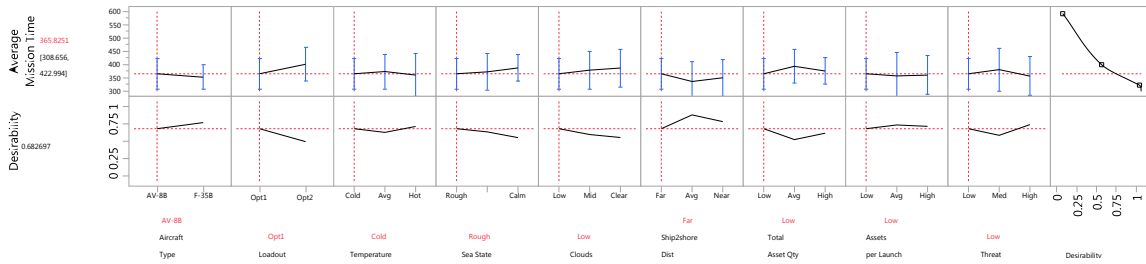 Average
Mission Time
365.8251
[308.656,
422.994]
600
550
500
450
400
350
300
Desirability
0.682697
1
0.75
0.5
0.25
0
AV-8B F-35B
Opt1 Opt2
Cold Avg Hot
Rough Calm
Low Mid Clear
Far Avg Near
Low Avg High
Low Avg High
Low Med High
0 0.25 0.5 0.75 1
AV-8B
Aircraft
Type
Opt1
Loadout
Cold
Temperature
Rough
Sea State
Low
Clouds
Far
Ship2shore
Dist
Low
Total
Asset Qty
Low
Assets
per Launch
Low
Threat
Desirability